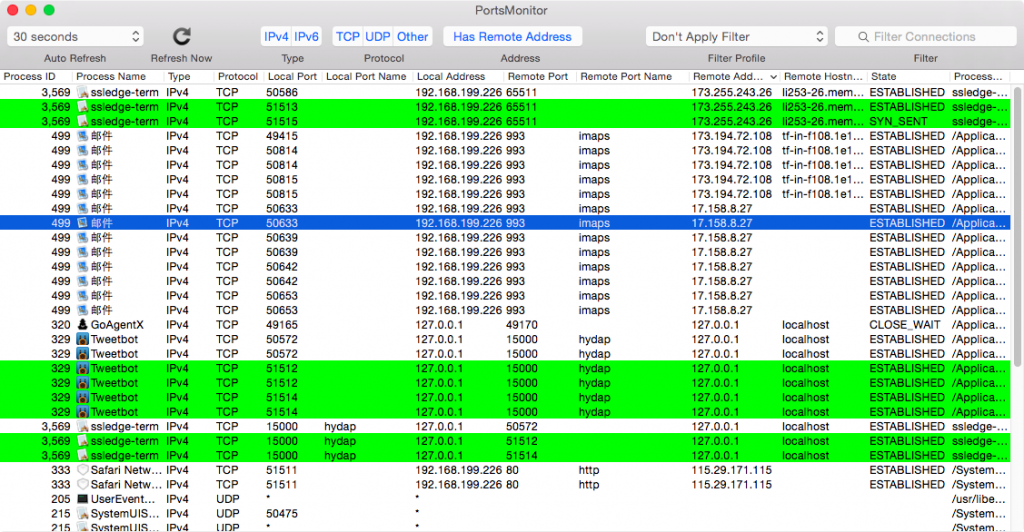 PortsMonitor
30 seconds IPv4 IPv6 TCP UDP Other Has Remote Address Don't Apply Filter Filter Connections
Auto Refresh Refresh Now Type Protocol Address Filter Profile Filter
Process ID Process Name Type Protocol Local Port Local Port Name Local Address Remote Port Remote Port Name Remote Add... Remote Hostn... State Process...
3,569 ssledge-term IPv4 TCP 50586 192.168.199.226 65511 173.255.243.26 li253-26.mem... ESTABLISHED ssledge-...
3,569 ssledge-term IPv4 TCP 51513 192.168.199.226 65511 173.255.243.26 li253-26.mem... ESTABLISHED ssledge-...
3,569 ssledge-term IPv4 TCP 51515 192.168.199.226 65511 173.255.243.26 li253-26.mem... SYN_SENT ssledge-...
499 邮件 IPv4 TCP 49415 192.168.199.226 993 imaps 173.194.72.108 tf-in-f108.1e1... ESTABLISHED /Applica...
499 邮件 IPv4 TCP 50814 192.168.199.226 993 imaps 173.194.72.108 tf-in-f108.1e1... ESTABLISHED /Applica...
499 邮件 IPv4 TCP 50814 192.168.199.226 993 imaps 173.194.72.108 tf-in-f108.1e1... ESTABLISHED /Applica...
499 邮件 IPv4 TCP 50815 192.168.199.226 993 imaps 173.194.72.108 tf-in-f108.1e1... ESTABLISHED /Applica...
499 邮件 IPv4 TCP 50815 192.168.199.226 993 imaps 173.194.72.108 tf-in-f108.1e1... ESTABLISHED /Applica...
499 邮件 IPv4 TCP 50633 192.168.199.226 993 imaps 17.158.8.27 ESTABLISHED /Applica...
499 邮件 IPv4 TCP 50633 192.168.199.226 993 imaps 17.158.8.27 ESTABLISHED /Applica...
499 邮件 IPv4 TCP 50639 192.168.199.226 993 imaps 17.158.8.27 ESTABLISHED /Applica...
499 邮件 IPv4 TCP 50639 192.168.199.226 993 imaps 17.158.8.27 ESTABLISHED /Applica...
499 邮件 IPv4 TCP 50642 192.168.199.226 993 imaps 17.158.8.27 ESTABLISHED /Applica...
499 邮件 IPv4 TCP 50642 192.168.199.226 993 imaps 17.158.8.27 ESTABLISHED /Applica...
499 邮件 IPv4 TCP 50653 192.168.199.226 993 imaps 17.158.8.27 ESTABLISHED /Applica...
499 邮件 IPv4 TCP 50653 192.168.199.226 993 imaps 17.158.8.27 ESTABLISHED /Applica...
320 GoAgentX IPv4 TCP 49165 127.0.0.1 49170 127.0.0.1 localhost CLOSE_WAIT /Applica...
329 Tweetbot IPv4 TCP 50572 127.0.0.1 15000 hydap 127.0.0.1 localhost ESTABLISHED /Applica...
329 Tweetbot IPv4 TCP 50572 127.0.0.1 15000 hydap 127.0.0.1 localhost ESTABLISHED /Applica...
329 Tweetbot IPv4 TCP 51512 127.0.0.1 15000 hydap 127.0.0.1 localhost ESTABLISHED /Applica...
329 Tweetbot IPv4 TCP 51512 127.0.0.1 15000 hydap 127.0.0.1 localhost ESTABLISHED /Applica...
329 Tweetbot IPv4 TCP 51514 127.0.0.1 15000 hydap 127.0.0.1 localhost ESTABLISHED /Applica...
329 Tweetbot IPv4 TCP 51514 127.0.0.1 15000 hydap 127.0.0.1 localhost ESTABLISHED /Applica...
3,569 ssledge-term IPv4 TCP 15000 hydap 127.0.0.1 50572 127.0.0.1 localhost ESTABLISHED ssledge-...
3,569 ssledge-term IPv4 TCP 15000 hydap 127.0.0.1 51512 127.0.0.1 localhost ESTABLISHED ssledge-...
3,569 ssledge-term IPv4 TCP 15000 hydap 127.0.0.1 51514 127.0.0.1 localhost ESTABLISHED ssledge-...
333 Safari Netw... IPv4 TCP 51511 192.168.199.226 80 http 115.29.171.115 ESTABLISHED /System...
333 Safari Netw... IPv4 TCP 51511 192.168.199.226 80 http 115.29.171.115 ESTABLISHED /System...
205 UserEvent... IPv4 UDP * * /usr/libe...
215 SystemUIS... IPv4 UDP 50475 * /System...
215 SystemUIS... IPv4 UDP * * /System...